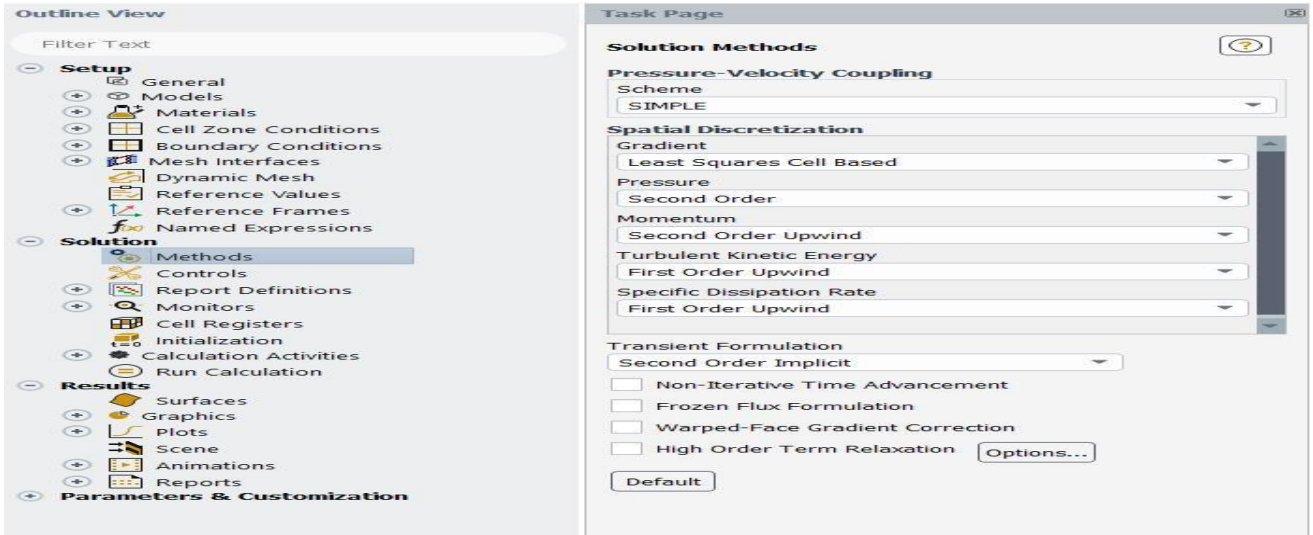 Outline View
Filter Text
Setup
General
Models
Materials
Cell Zone Conditions
Boundary Conditions
Mesh Interfaces
Dynamic Mesh
Reference Values
Reference Frames
f(x) Named Expressions
Solution
Methods
Controls
Report Definitions
Monitors
Cell Registers
t=0 Initialization
Calculation Activities
Run Calculation
Results
Surfaces
Graphics
Plots
Scene
Animations
Reports
Parameters & Customization
Task Page
Solution Methods
?
Pressure-Velocity Coupling
Scheme
SIMPLE
Spatial Discretization
Gradient
Least Squares Cell Based
Pressure
Second Order
Momentum
Second Order Upwind
Turbulent Kinetic Energy
First Order Upwind
Specific Dissipation Rate
First Order Upwind
Transient Formulation
Second Order Implicit
Non-Iterative Time Advancement
Frozen Flux Formulation
Warped-Face Gradient Correction
High Order Term Relaxation Options...
Default